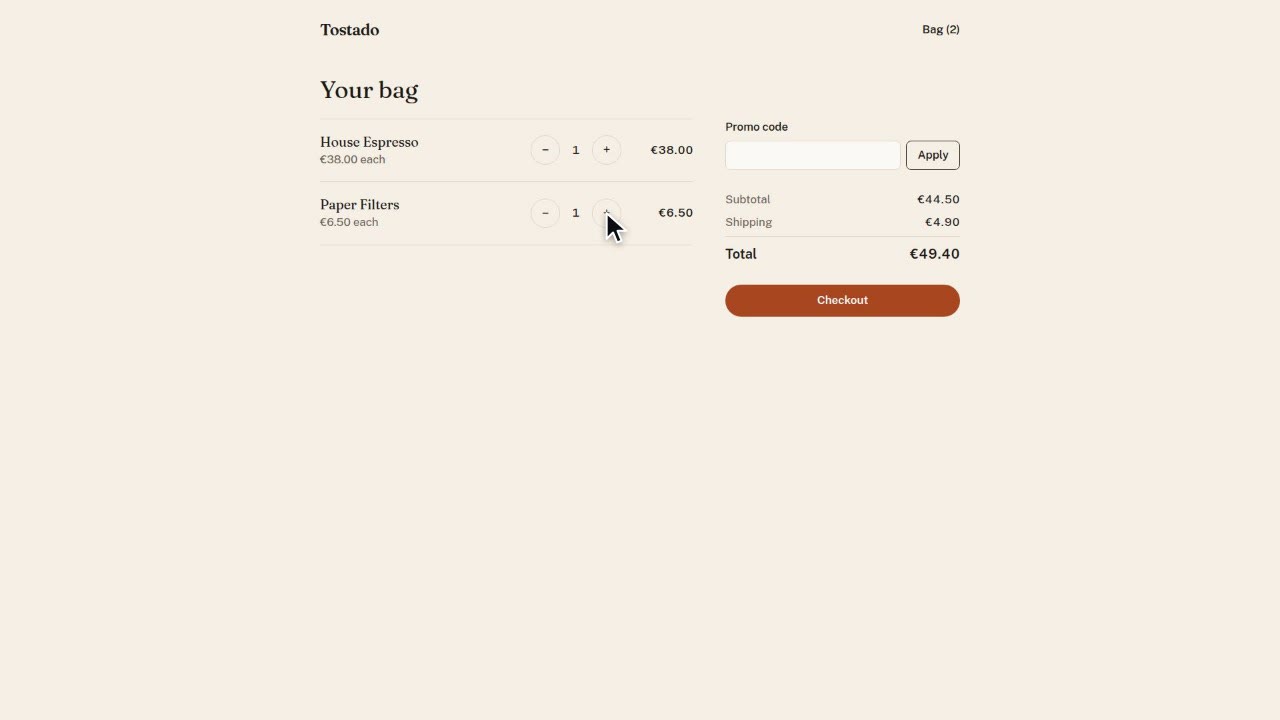 Tostado
Bag (2)
Your bag
House Espresso
€38.00 each
− 1 + €38.00
Paper Filters
€6.50 each
− 1 €6.50
Promo code
Apply
Subtotal €44.50
Shipping €4.90
Total €49.40
Checkout